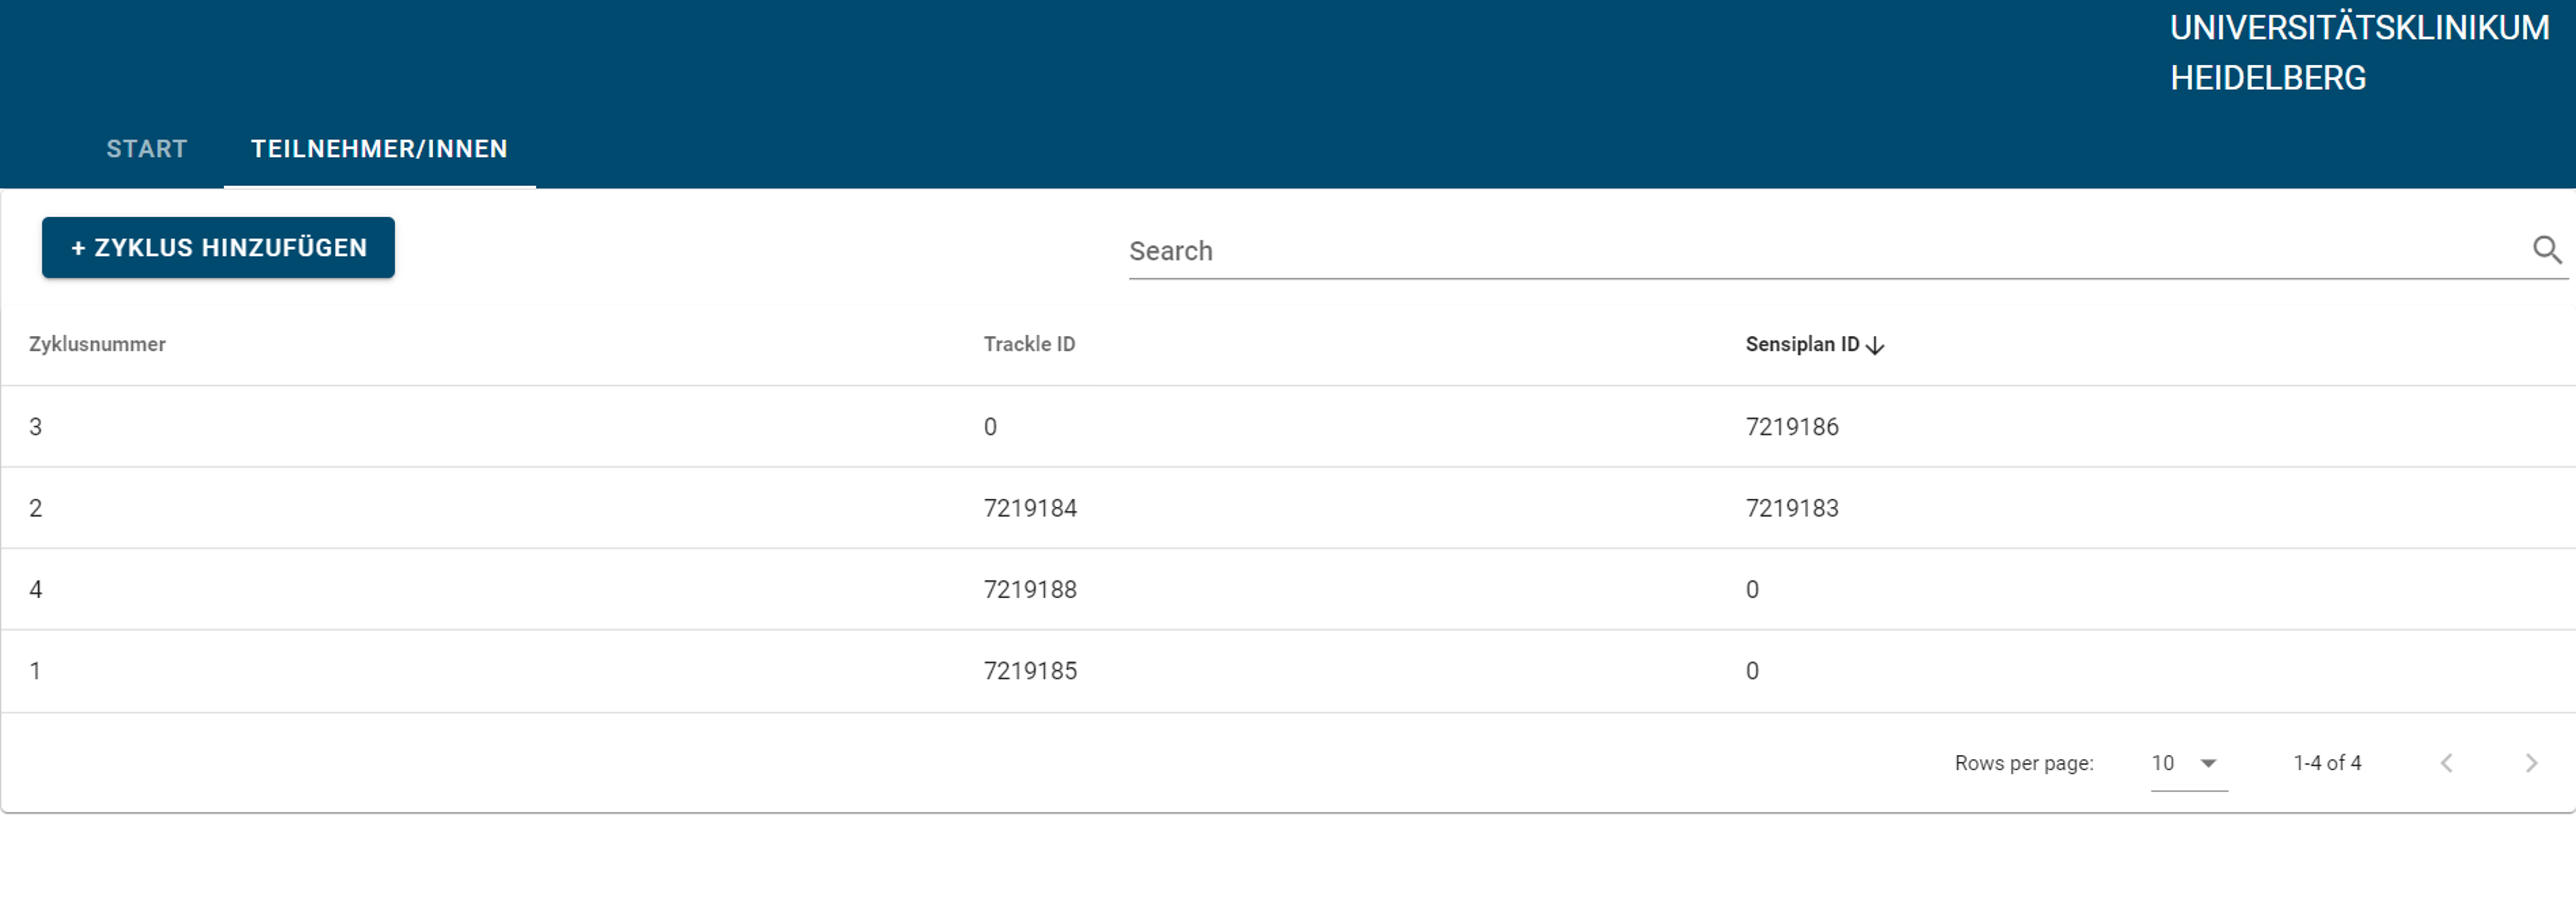 UNIVERSITÄTSKLINIKUM
HEIDELBERG
START TEILNEHMER/INNEN
+ ZYKLUS HINZUFÜGEN Search
Zyklusnummer Trackle ID Sensiplan ID
3 0 7219186
2 7219184 7219183
4 7219188 0
1 7219185 0
Rows per page: 10 1-4 of 4